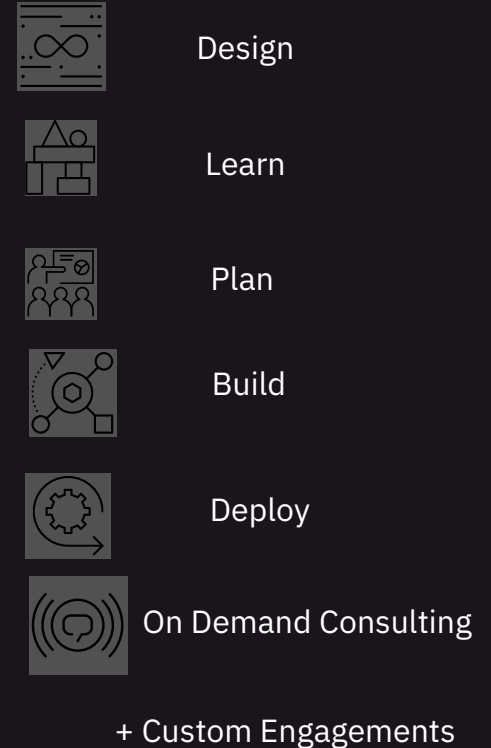 Design
Learn
Plan
Build
Deploy
On Demand Consulting
+ Custom Engagements